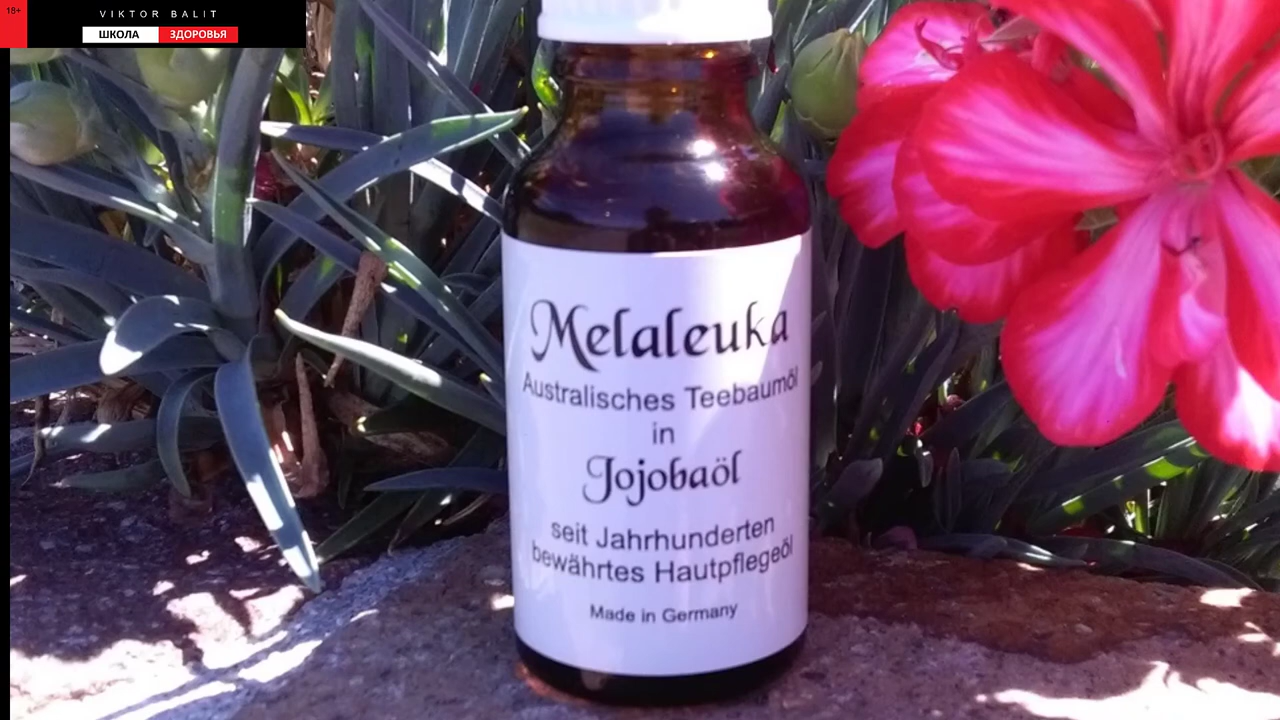 18+
VIKTOR BALIT
ШКОЛА ЗДОРОВЬЯ
Melaleuka
Australisches Teebaumöl
in
Jojobaöl
seit Jahrhunderten
bewährtes Hautpflegeöl
Made in Germany